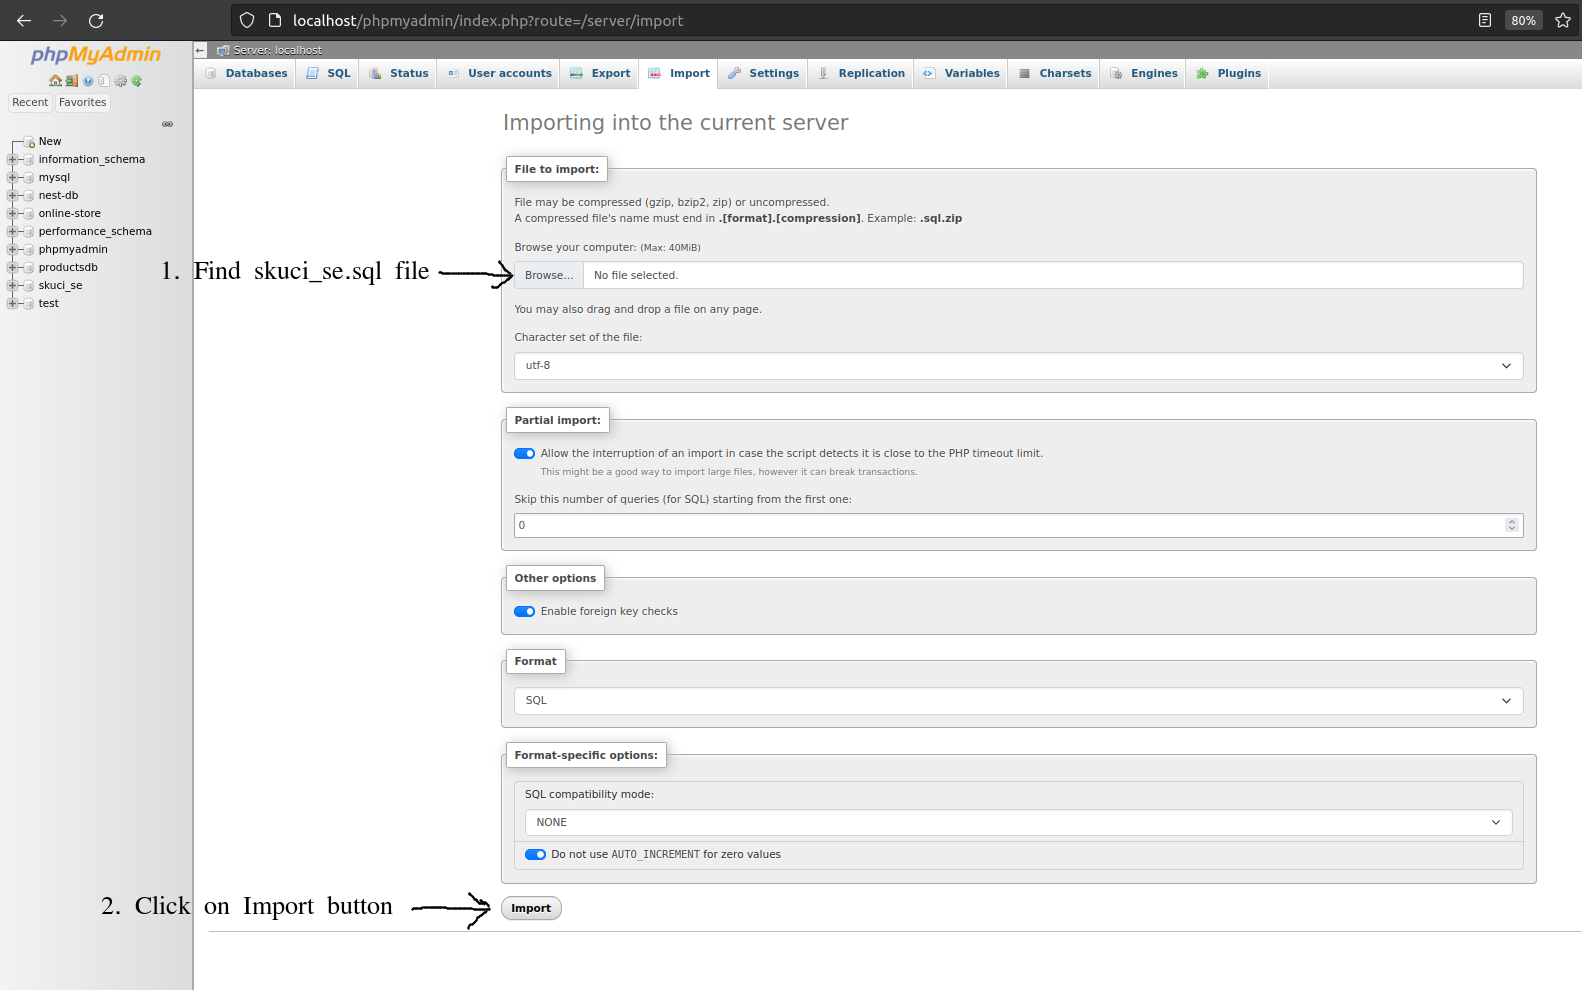 localhost/phpmyadmin/index.php?route=/server/import
80%
phpMyAdmin
Recent Favorites
New
information_schema
mysql
nest-db
online-store
performance_schema
phpmyadmin
productsdb
skuci_se
test
Server: localhost
Databases SQL Status User accounts Export Import Settings Replication Variables Charsets Engines Plugins
Importing into the current server
File to import:
File may be compressed (gzip, bzip2, zip) or uncompressed.
A compressed file's name must end in .[format].[compression]. Example: .sql.zip
Browse your computer: (Max: 40MiB)
1. Find skuci_se.sql file
Browse... No file selected.
You may also drag and drop a file on any page.
Character set of the file:
utf-8
Partial import:
Allow the interruption of an import in case the script detects it is close to the PHP timeout limit.
This might be a good way to import large files, however it can break transactions.
Skip this number of queries (for SQL) starting from the first one:
0
Other options
Enable foreign key checks
Format
SQL
Format-specific options:
SQL compatibility mode:
NONE
Do not use AUTO_INCREMENT for zero values
2. Click on Import button
Import